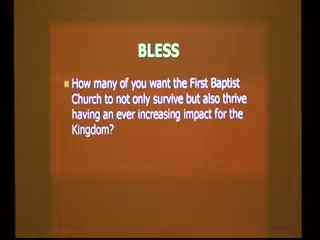 BLESS
How many of you want the First Baptist
Church to not only survive but also thrive
having an ever increasing impact for the
Kingdom?